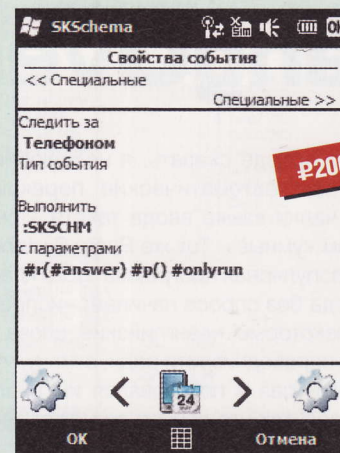 SKSchema
OK
Свойства события
<< Специальные
Специальные >>
Следить за
Телефоном
Тип события
₽200
Выполнить
:SKSCHM
с параметрами
#r(#answer) #p() #onlyrun
24
ОК
Отмена